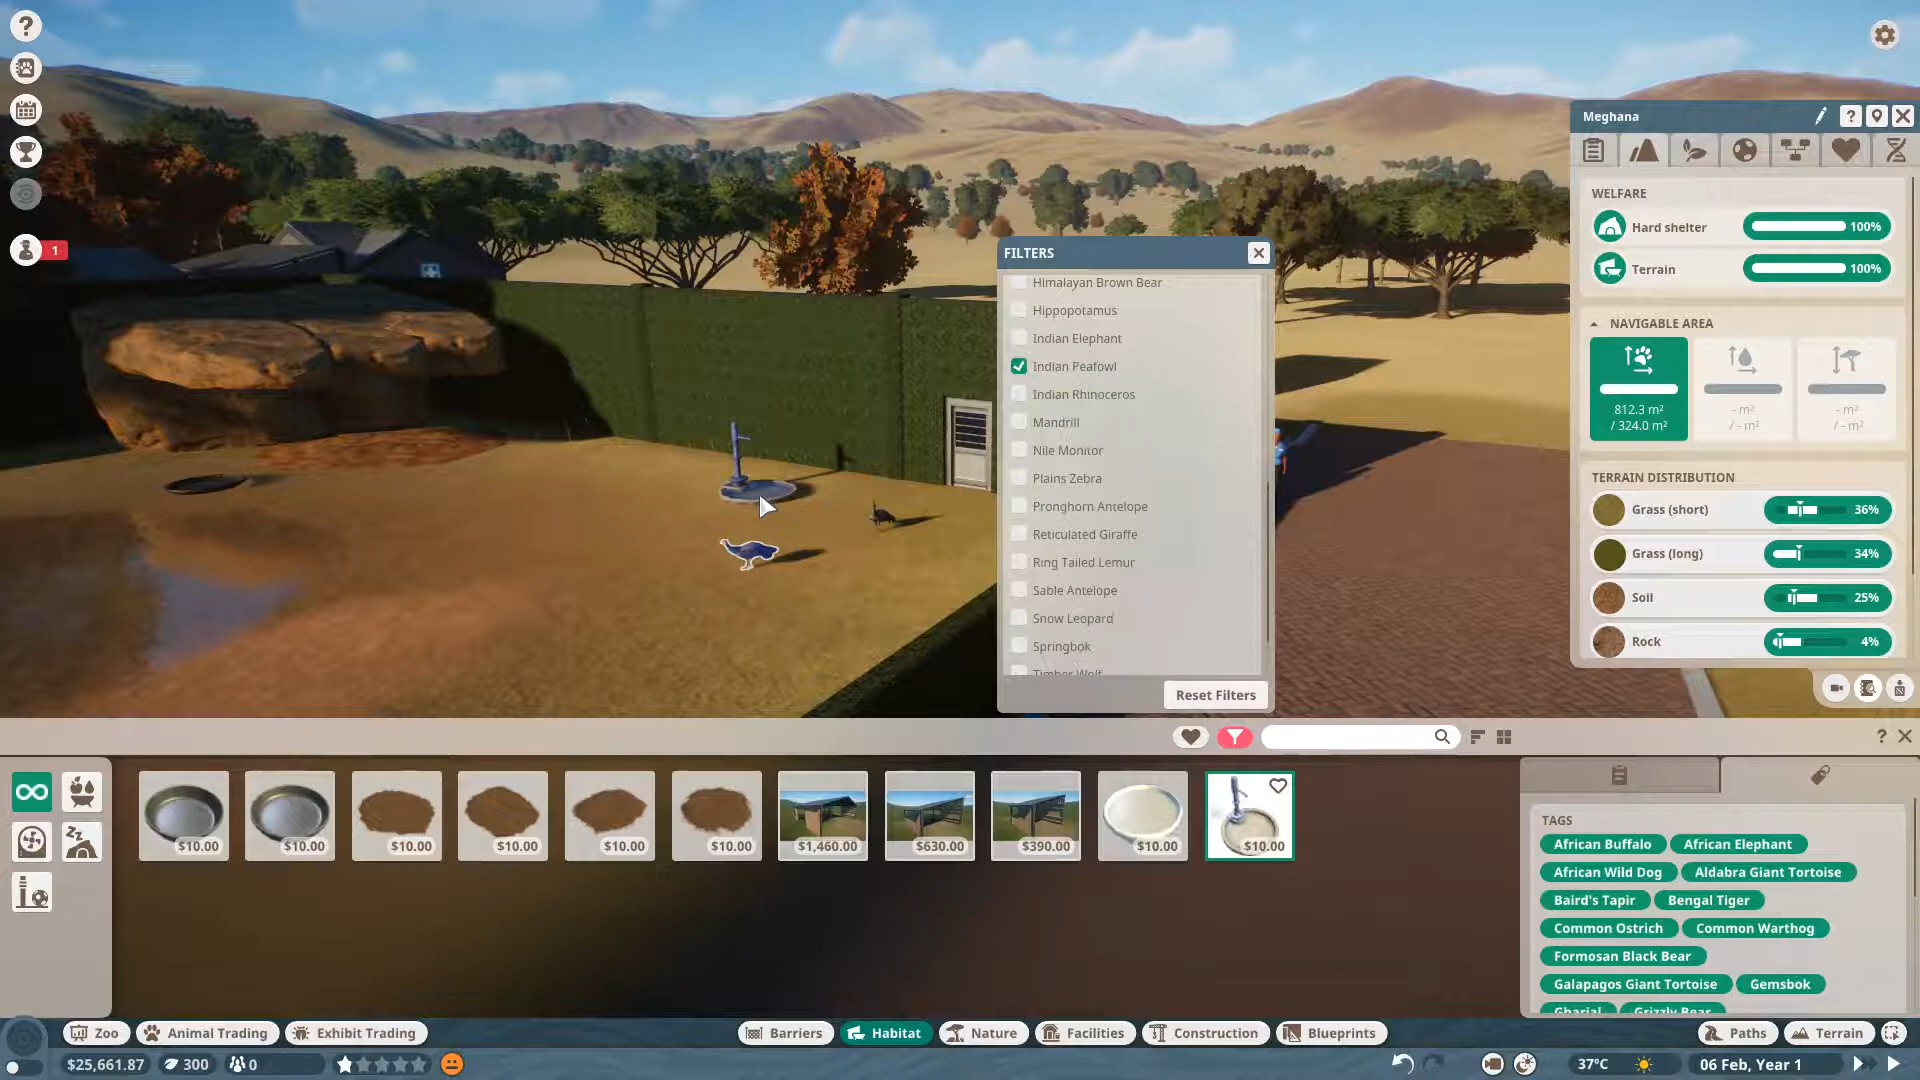 ?
1
Meghana
?
WELFARE
Hard shelter 100%
Terrain 100%
NAVIGABLE AREA
812.3 m²
/ 324.0 m²
- m²
/ - m²
- m²
/ - m²
TERRAIN DISTRIBUTION
Grass (short) 36%
Grass (long) 34%
Soil 25%
Rock 4%
FILTERS
Himalayan Brown Bear
Hippopotamus
Indian Elephant
Indian Peafowl
Indian Rhinoceros
Mandrill
Nile Monitor
Plains Zebra
Pronghorn Antelope
Reticulated Giraffe
Ring Tailed Lemur
Sable Antelope
Snow Leopard
Springbok
Timber Wolf
Reset Filters
?
$10.00
$10.00
$10.00
$10.00
$10.00
$10.00
$1,460.00
$630.00
$390.00
$10.00
$10.00
TAGS
African Buffalo African Elephant
African Wild Dog Aldabra Giant Tortoise
Baird's Tapir Bengal Tiger
Common Ostrich Common Warthog
Formosan Black Bear
Galapagos Giant Tortoise Gemsbok
Gharial Grizzly Bear
Zoo Animal Trading Exhibit Trading Barriers Habitat Nature Facilities Construction Blueprints Paths Terrain
$25,661.87 300 0 37°C 06 Feb, Year 1